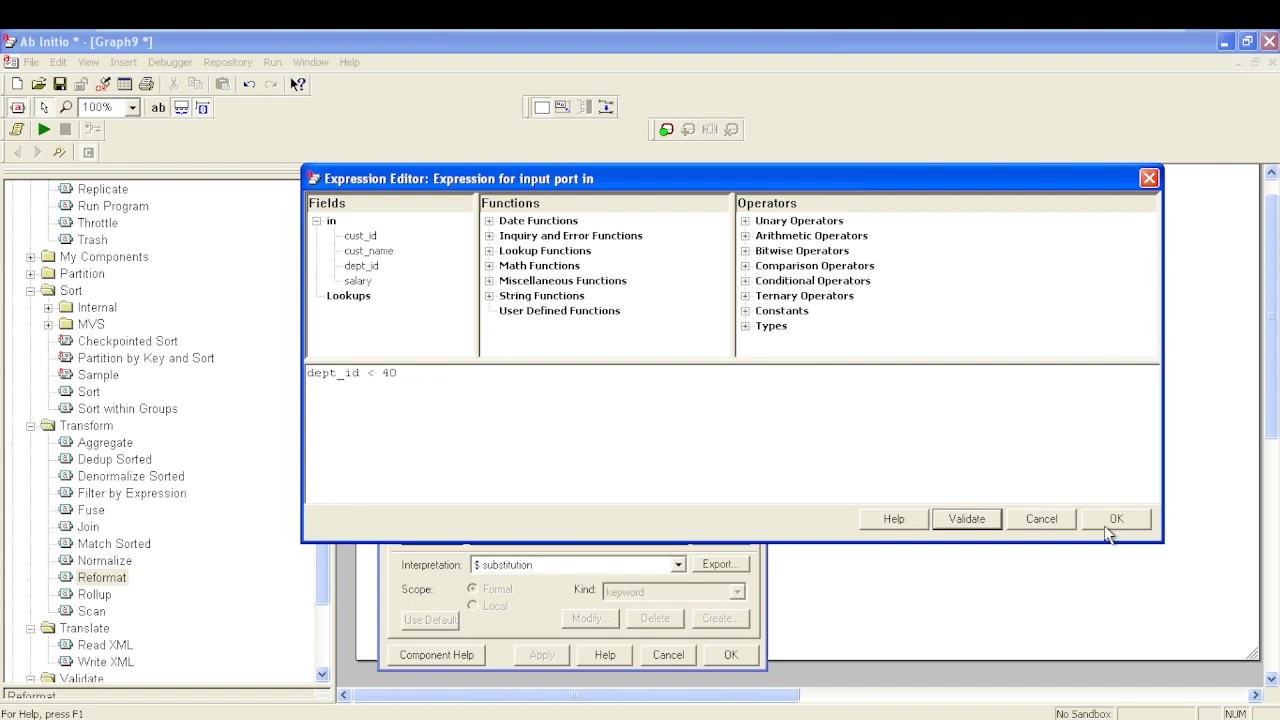 Ab Initio * - [Graph9 *]
File Edit View Insert Debugger Repository Run Window Help
100% ab
Expression Editor: Expression for input port in
Fields
in
cust_id
cust_name
dept_id
salary
Lookups
Functions
Date Functions
Inquiry and Error Functions
Lookup Functions
Math Functions
Miscellaneous Functions
String Functions
User Defined Functions
Operators
Unary Operators
Arithmetic Operators
Bitwise Operators
Comparison Operators
Conditional Operators
Ternary Operators
Constants
Types
dept_id < 40
Help Validate Cancel OK
Replicate
Run Program
Throttle
Trash
My Components
Partition
Sort
Internal
MVS
Checkpointed Sort
Partition by Key and Sort
Sample
Sort
Sort within Groups
Transform
Aggregate
Dedup Sorted
Denormalize Sorted
Filter by Expression
Fuse
Join
Match Sorted
Normalize
Reformat
Rollup
Scan
Translate
Read XML
Write XML
Validate
Reformat
Interpretation: $ substitution Export...
Scope: Formal Kind: keyword
Local
Use Default Modify... Delete Create...
Component Help Apply Help Cancel OK
For Help, press F1
No Sandbox NUM